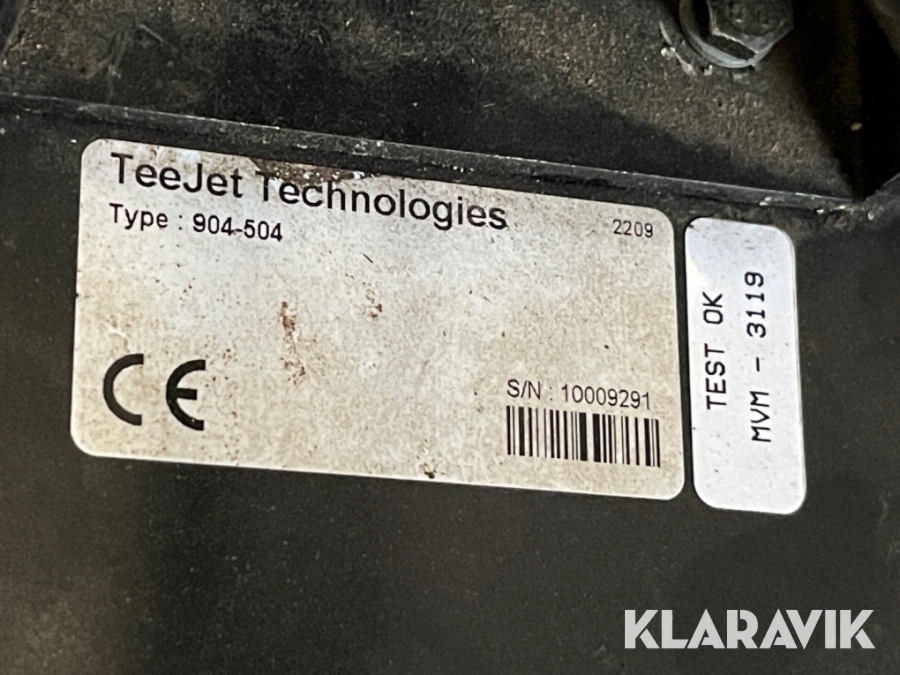 TeeJet Technologies
Type : 904-504
2209
CE
S/N : 10009291
TEST OK
MVM - 3119
KLARAVIK